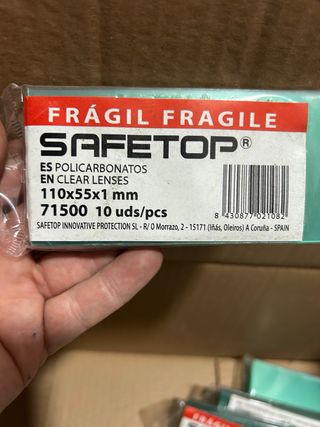 FRÁGIL FRAGILE
SAFETOP®
ES POLICARBONATOS
EN CLEAR LENSES
110x55x1 mm
71500 10 uds/pcs
8 430877 021082
SAFETOP INNOVATIVE PROTECTION SL - R/ O Morrazo, 2 - 15171 (Iñás, Oleiros) A Coruña - SPAIN
FRÁGIL